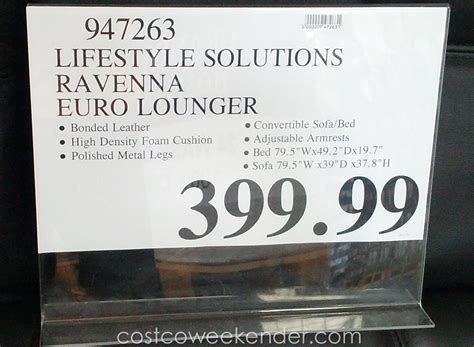 947263
LIFESTYLE SOLUTIONS
RAVENNA
EURO LOUNGER
• Bonded Leather
• High Density Foam Cushion
• Polished Metal Legs
• Convertible Sofa/Bed
• Adjustable Armrests
• Bed 79.5"Wx49.2"Dx19.7"
• Sofa 79.5"W x39"D x37.8"H
399.99
costcoweekender.com